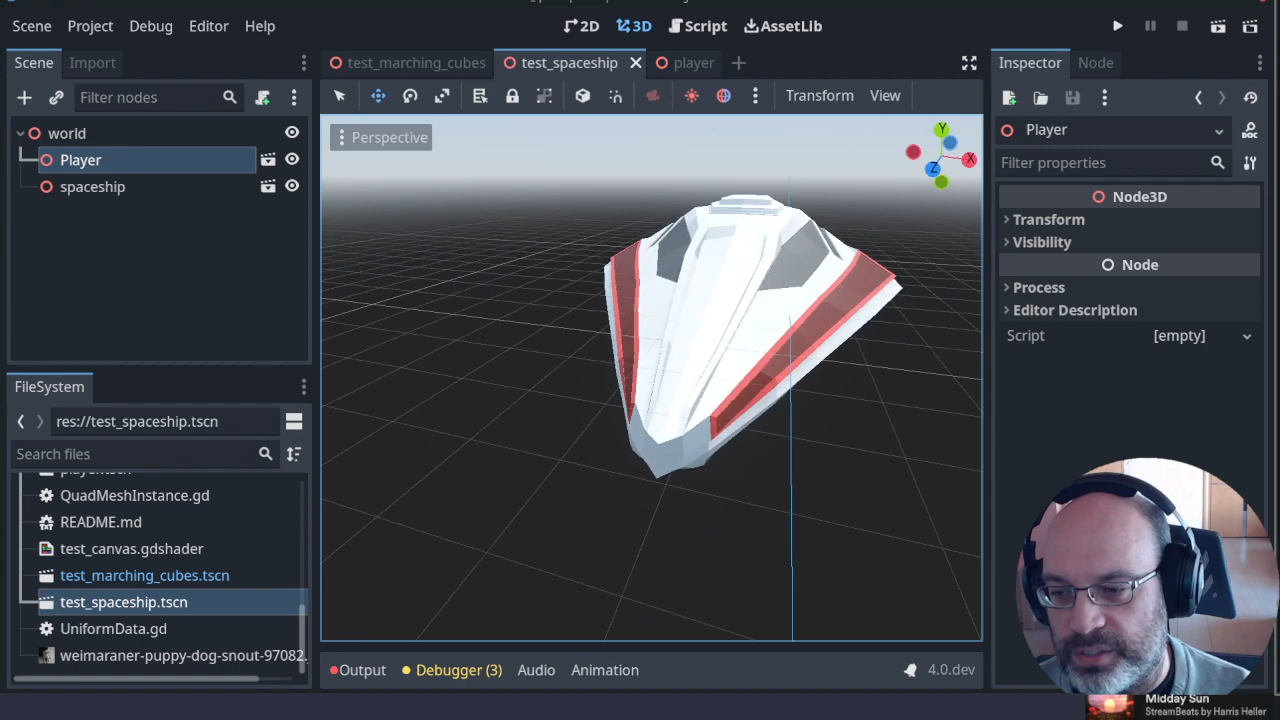 Scene Project Debug Editor Help 2D 3D Script AssetLib
Scene Import test_marching_cubes test_spaceship player Inspector Node
Filter nodes Transform View
world
Player
spaceship
Perspective
Y
X
Z
Player
DOC
Filter properties
Node3D
Transform
Visibility
Node
Process
Editor Description
Script [empty]
FileSystem
res://test_spaceship.tscn
Search files
QuadMeshInstance.gd
README.md
test_canvas.gdshader
test_marching_cubes.tscn
test_spaceship.tscn
UniformData.gd
weimaraner-puppy-dog-snout-97082.
Output Debugger (3) Audio Animation 4.0.dev
Midday Sun
StreamBeats by Harris Heller